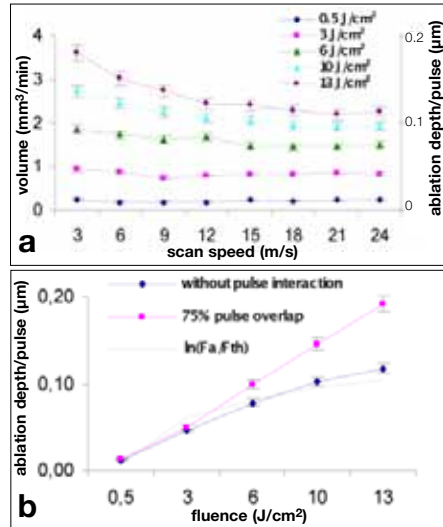 0.5 J/cm²
3 J/cm²
6 J/cm²
10 J/cm²
13 J/cm²
volume (mm³/min)
4
3
2
1
0
ablation depth/pulse (µm)
0.2
0.1
0
3 6 9 12 15 18 21 24
scan speed (m/s)
a
ablation depth/pulse (µm)
0,20
0,10
0,00
without pulse interaction
75% pulse overlap
ln(Fa/Fth)
0,5 3 6 10 13
fluence (J/cm²)
b